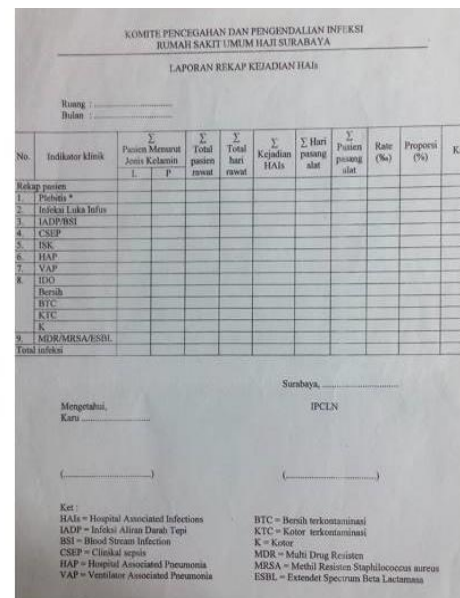 KOMITE PENCEGAHAN DAN PENGENDALIAN INFEKSI
RUMAH SAKIT UMUM HAJI SURABAYA
LAPORAN REKAP KEJADIAN HAIs
Ruang : ..............................
Bulan : ..............................
No. Indikator klinik Σ Pasien Menurut Jenis Kelamin L P Σ Total pasien rawat Σ Total hari rawat Σ Kejadian HAIs Σ Hari pasang alat Σ Pasien pasang alat Rate (‰) Proporsi (%) K
Rekap pasien
1. Plebitis *
2. Infeksi Luka Infus
3. IADP/BSI
4. CSEP
5. ISK
6. HAP
7. VAP
8. IDO
Bersih
BTC
KTC
K
9. MDR/MRSA/ESBL
Total infeksi
Surabaya, ..............................
Mengetahui, IPCLN
Karu ..............................
(..............................) (..............................)
Ket :
HAIs = Hospital Associated Infections
IADP = Infeksi Aliran Darah Tepi
BSI = Blood Stream Infection
CSEP = Clinikal sepsis
HAP = Hospital Associated Pneumonia
VAP = Ventilator Associated Pneumonia
BTC = Bersih terkontaminasi
KTC = Kotor terkontaminasi
K = Kotor
MDR = Multi Drug Resisten
MRSA = Methil Resisten Staphilococcus aureus
ESBL = Extendet Spectrum Beta Lactamasa